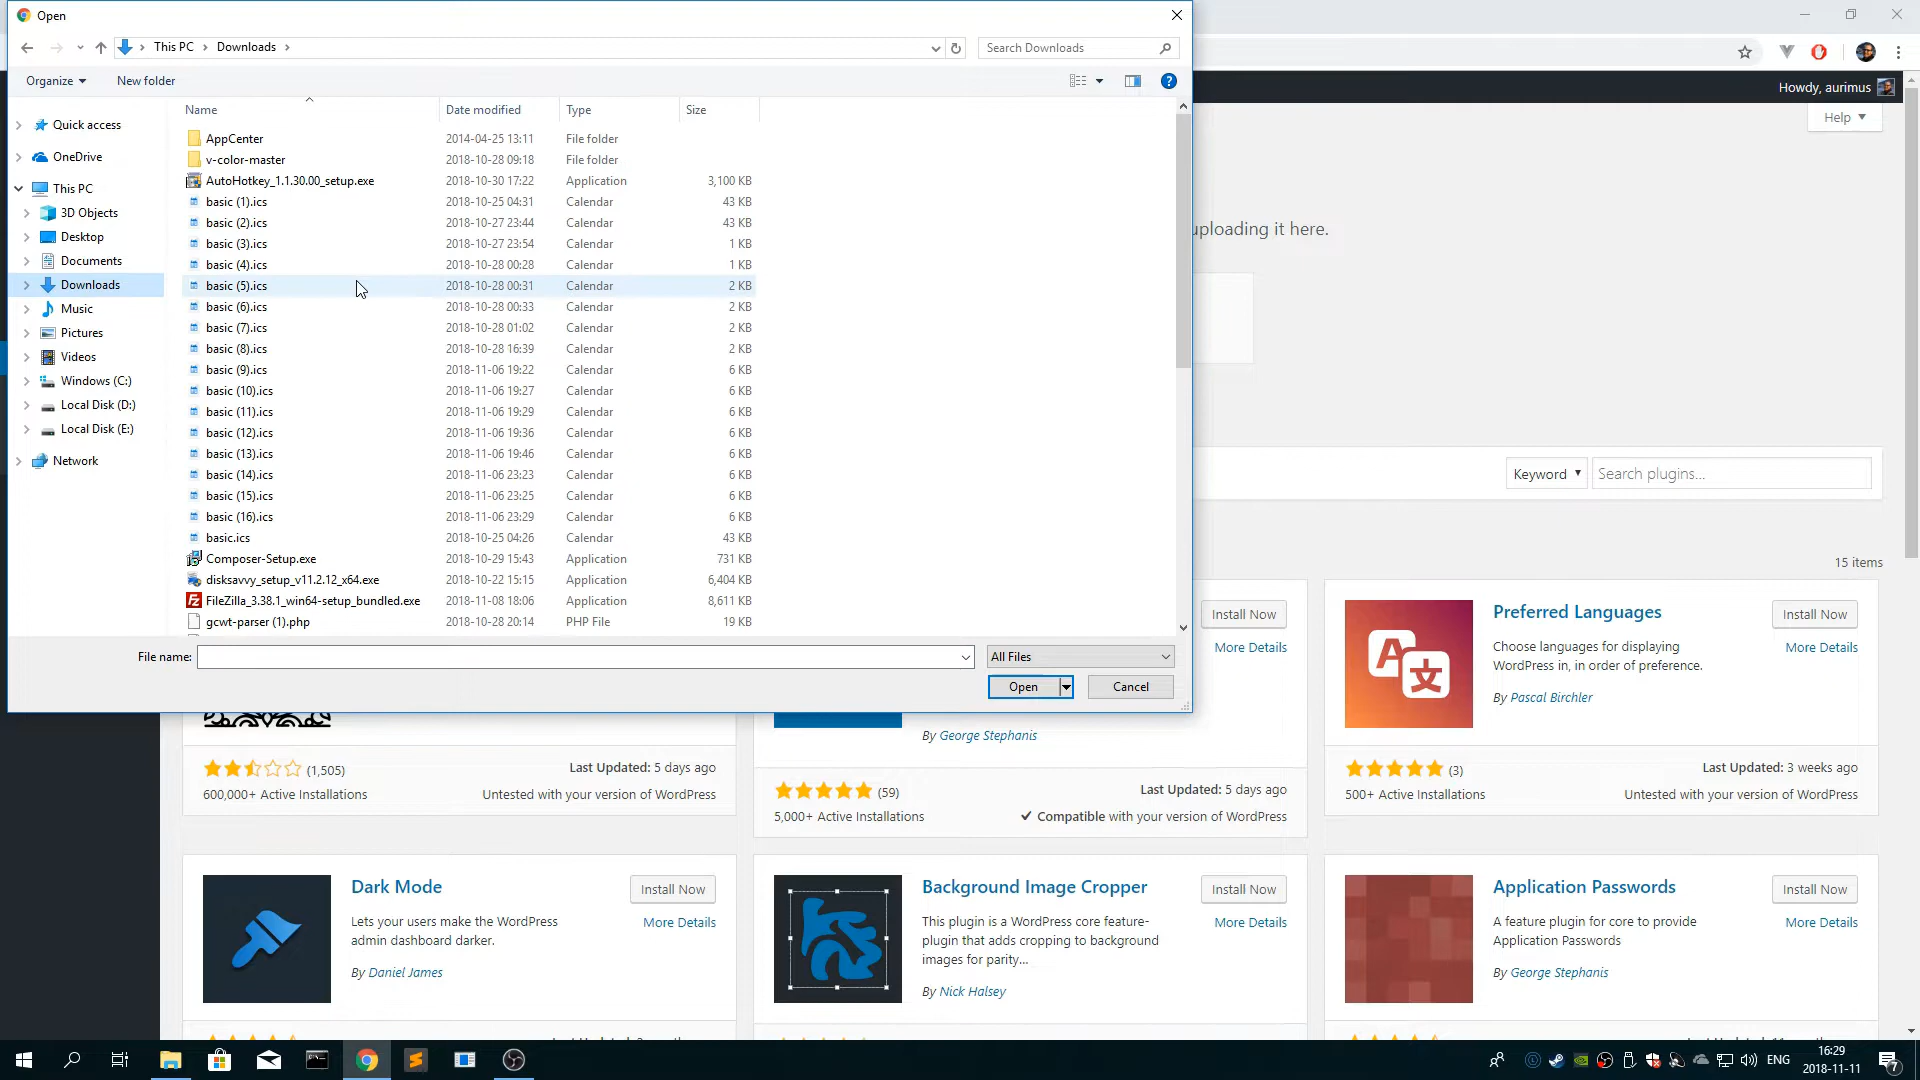 Open
This PC
Downloads
Search Downloads
Organize
New folder
Howdy, aurimus
Help
Name
Date modified
Type
Size
Quick access
OneDrive
This PC
3D Objects
Desktop
Documents
Downloads
Music
Pictures
Videos
Windows (C:)
Local Disk (D:)
Local Disk (E:)
Network
AppCenter 2014-04-25 13:11 File folder
v-color-master 2018-10-28 09:18 File folder
AutoHotkey_1.1.30.00_setup.exe 2018-10-30 17:22 Application 3,100 KB
basic (1).ics 2018-10-25 04:31 Calendar 43 KB
basic (2).ics 2018-10-27 23:44 Calendar 43 KB
basic (3).ics 2018-10-27 23:54 Calendar 1 KB
basic (4).ics 2018-10-28 00:28 Calendar 1 KB
basic (5).ics 2018-10-28 00:31 Calendar 2 KB
basic (6).ics 2018-10-28 00:33 Calendar 2 KB
basic (7).ics 2018-10-28 01:02 Calendar 2 KB
basic (8).ics 2018-10-28 16:39 Calendar 2 KB
basic (9).ics 2018-11-06 19:22 Calendar 6 KB
basic (10).ics 2018-11-06 19:27 Calendar 6 KB
basic (11).ics 2018-11-06 19:29 Calendar 6 KB
basic (12).ics 2018-11-06 19:36 Calendar 6 KB
basic (13).ics 2018-11-06 19:46 Calendar 6 KB
basic (14).ics 2018-11-06 23:23 Calendar 6 KB
basic (15).ics 2018-11-06 23:25 Calendar 6 KB
basic (16).ics 2018-11-06 23:29 Calendar 6 KB
basic.ics 2018-10-25 04:26 Calendar 43 KB
Composer-Setup.exe 2018-10-29 15:43 Application 731 KB
disksavvy_setup_v11.2.12_x64.exe 2018-10-22 15:15 Application 6,404 KB
FileZilla_3.38.1_win64-setup_bundled.exe 2018-11-08 18:06 Application 8,611 KB
gcwt-parser (1).php 2018-10-28 20:14 PHP File 19 KB
File name:
All Files
Open
Cancel
uploading it here.
Keyword
Search plugins...
15 items
Install Now
More Details
By George Stephanis
Preferred Languages
Install Now
Choose languages for displaying
WordPress in, in order of preference.
More Details
By Pascal Birchler
(1,505)
Last Updated: 5 days ago
600,000+ Active Installations
Untested with your version of WordPress
(59)
Last Updated: 5 days ago
5,000+ Active Installations
Compatible with your version of WordPress
(3)
Last Updated: 3 weeks ago
500+ Active Installations
Untested with your version of WordPress
Dark Mode
Install Now
Lets your users make the WordPress
admin dashboard darker.
More Details
By Daniel James
Background Image Cropper
Install Now
This plugin is a WordPress core feature-
plugin that adds cropping to background
images for parity...
More Details
By Nick Halsey
Application Passwords
Install Now
A feature plugin for core to provide
Application Passwords
More Details
By George Stephanis
ENG
16:29
2018-11-11
7